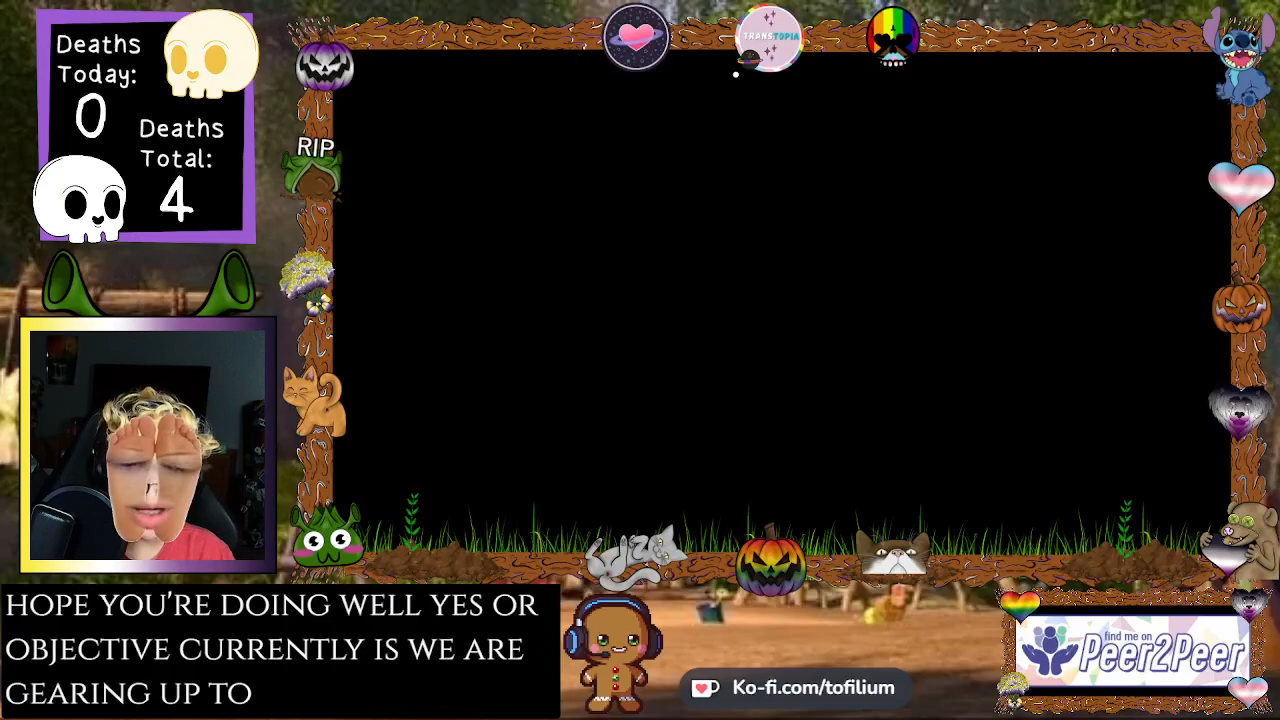 Deaths
Today:
0
Deaths
Total:
4
TRANSTOPIA
RIP
HOPE YOU'RE DOING WELL YES OR
OBJECTIVE CURRENTLY IS WE ARE
GEARING UP TO
Ko-fi.com/tofilium
find me on
Peer2Peer